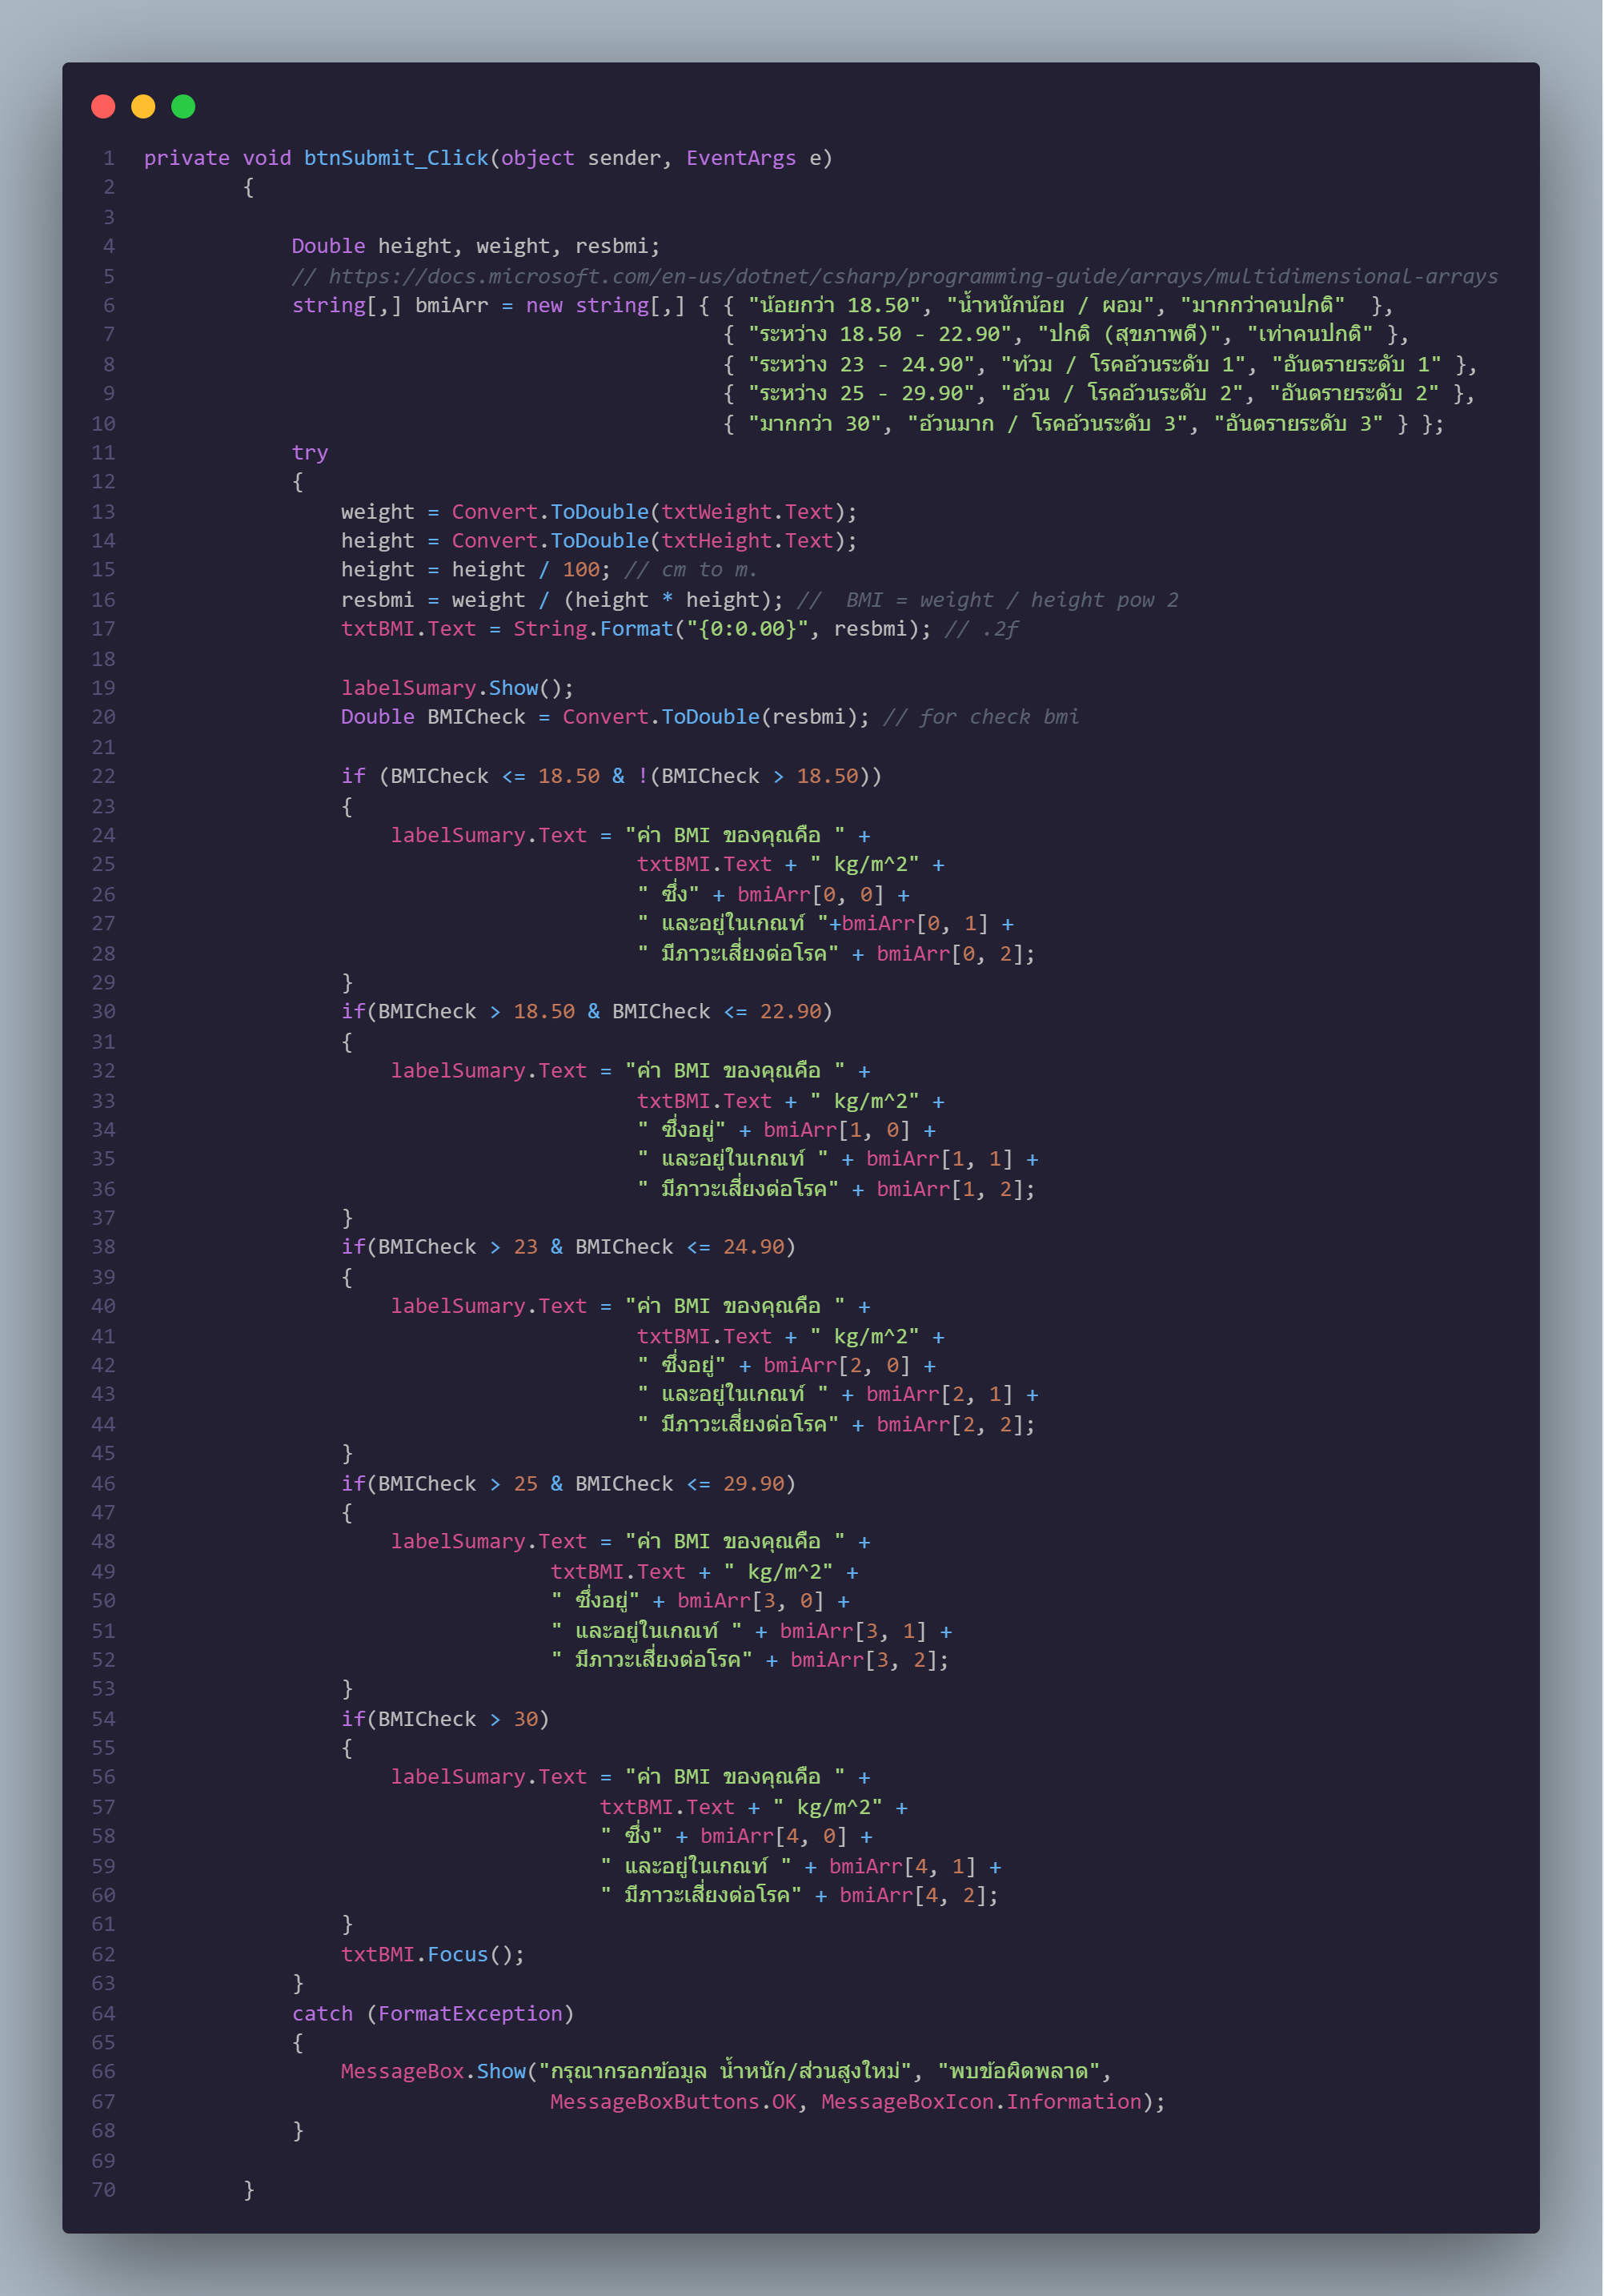 1 private void btnSubmit_Click(object sender, EventArgs e)
2 {
3
4 Double height, weight, resbmi;
5 // https://docs.microsoft.com/en-us/dotnet/csharp/programming-guide/arrays/multidimensional-arrays
6 string[,] bmiArr = new string[,] { { "น้อยกว่า 18.50", "น้ำหนักน้อย / ผอม", "มากกว่าคนปกติ" },
7 { "ระหว่าง 18.50 - 22.90", "ปกติ (สุขภาพดี)", "เท่าคนปกติ" },
8 { "ระหว่าง 23 - 24.90", "ท้วม / โรคอ้วนระดับ 1", "อันตรายระดับ 1" },
9 { "ระหว่าง 25 - 29.90", "อ้วน / โรคอ้วนระดับ 2", "อันตรายระดับ 2" },
10 { "มากกว่า 30", "อ้วนมาก / โรคอ้วนระดับ 3", "อันตรายระดับ 3" } };
11 try
12 {
13 weight = Convert.ToDouble(txtWeight.Text);
14 height = Convert.ToDouble(txtHeight.Text);
15 height = height / 100; // cm to m.
16 resbmi = weight / (height * height); //  BMI = weight / height pow 2
17 txtBMI.Text = String.Format("{0:0.00}", resbmi); // .2f
18
19 labelSumary.Show();
20 Double BMICheck = Convert.ToDouble(resbmi); // for check bmi
21
22 if (BMICheck <= 18.50 & !(BMICheck > 18.50))
23 {
24 labelSumary.Text = "ค่า BMI ของคุณคือ " +
25 txtBMI.Text + " kg/m^2" +
26 " ซึ่ง" + bmiArr[0, 0] +
27 " และอยู่ในเกณท์ "+bmiArr[0, 1] +
28 " มีภาวะเสี่ยงต่อโรค" + bmiArr[0, 2];
29 }
30 if(BMICheck > 18.50 & BMICheck <= 22.90)
31 {
32 labelSumary.Text = "ค่า BMI ของคุณคือ " +
33 txtBMI.Text + " kg/m^2" +
34 " ซึ่งอยู่" + bmiArr[1, 0] +
35 " และอยู่ในเกณท์ " + bmiArr[1, 1] +
36 " มีภาวะเสี่ยงต่อโรค" + bmiArr[1, 2];
37 }
38 if(BMICheck > 23 & BMICheck <= 24.90)
39 {
40 labelSumary.Text = "ค่า BMI ของคุณคือ " +
41 txtBMI.Text + " kg/m^2" +
42 " ซึ่งอยู่" + bmiArr[2, 0] +
43 " และอยู่ในเกณท์ " + bmiArr[2, 1] +
44 " มีภาวะเสี่ยงต่อโรค" + bmiArr[2, 2];
45 }
46 if(BMICheck > 25 & BMICheck <= 29.90)
47 {
48 labelSumary.Text = "ค่า BMI ของคุณคือ " +
49 txtBMI.Text + " kg/m^2" +
50 " ซึ่งอยู่" + bmiArr[3, 0] +
51 " และอยู่ในเกณท์ " + bmiArr[3, 1] +
52 " มีภาวะเสี่ยงต่อโรค" + bmiArr[3, 2];
53 }
54 if(BMICheck > 30)
55 {
56 labelSumary.Text = "ค่า BMI ของคุณคือ " +
57 txtBMI.Text + " kg/m^2" +
58 " ซึ่ง" + bmiArr[4, 0] +
59 " และอยู่ในเกณท์ " + bmiArr[4, 1] +
60 " มีภาวะเสี่ยงต่อโรค" + bmiArr[4, 2];
61 }
62 txtBMI.Focus();
63 }
64 catch (FormatException)
65 {
66 MessageBox.Show("กรุณากรอกข้อมูล น้ำหนัก/ส่วนสูงใหม่", "พบข้อผิดพลาด",
67 MessageBoxButtons.OK, MessageBoxIcon.Information);
68 }
69
70 }